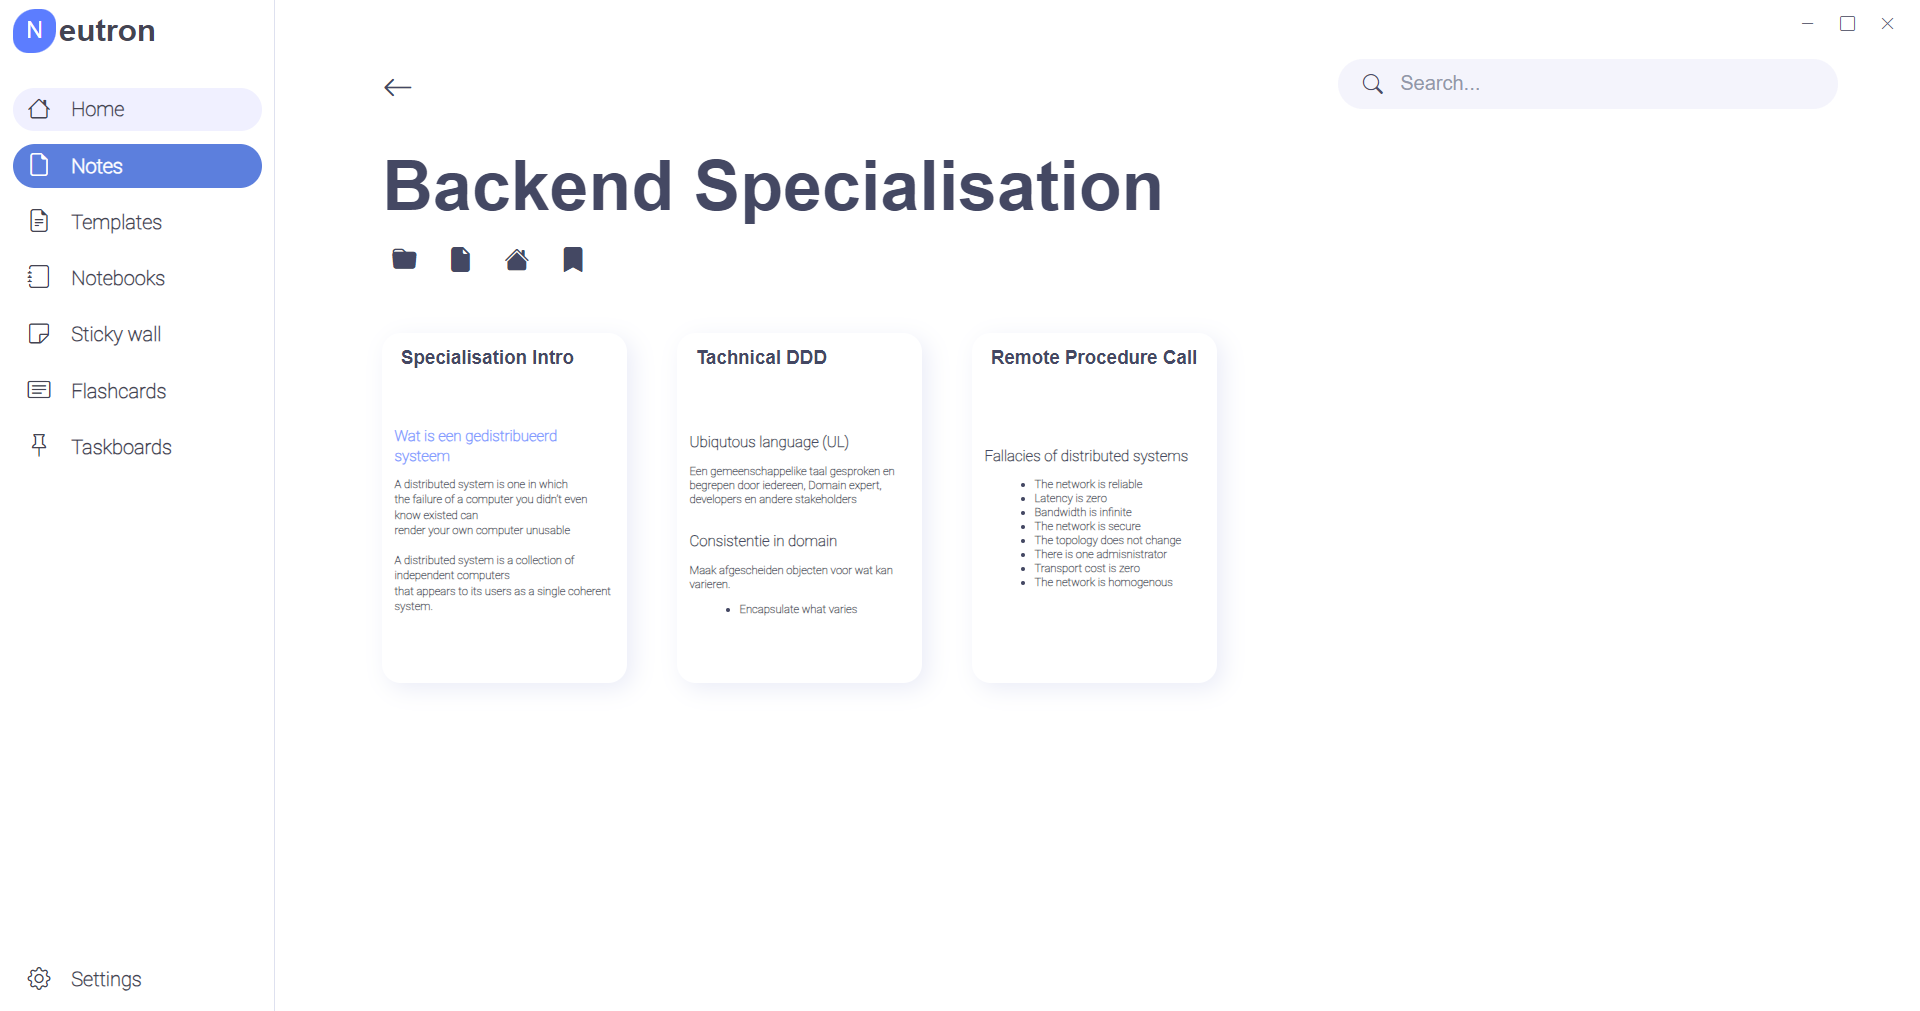 Neutron
Home
Notes
Templates
Notebooks
Sticky wall
Flashcards
Taskboards
Settings
Search...
Backend Specialisation
Specialisation Intro
Wat is een gedistribueerd
systeem
A distributed system is one in which
the failure of a computer you didn't even
know existed can
render your own computer unusable
A distributed system is a collection of
independent computers
that appears to its users as a single coherent
system.
Tachnical DDD
Ubiqutous language (UL)
Een gemeenschappelike taal gesproken en
begrepen door iedereen, Domain expert,
developers en andere stakeholders
Consistentie in domain
Maak afgescheiden objecten voor wat kan
varieren.
Encapsulate what varies
Remote Procedure Call
Fallacies of distributed systems
The network is reliable
Latency is zero
Bandwidth is infinite
The network is secure
The topology does not change
There is one admisnistrator
Transport cost is zero
The network is homogenous